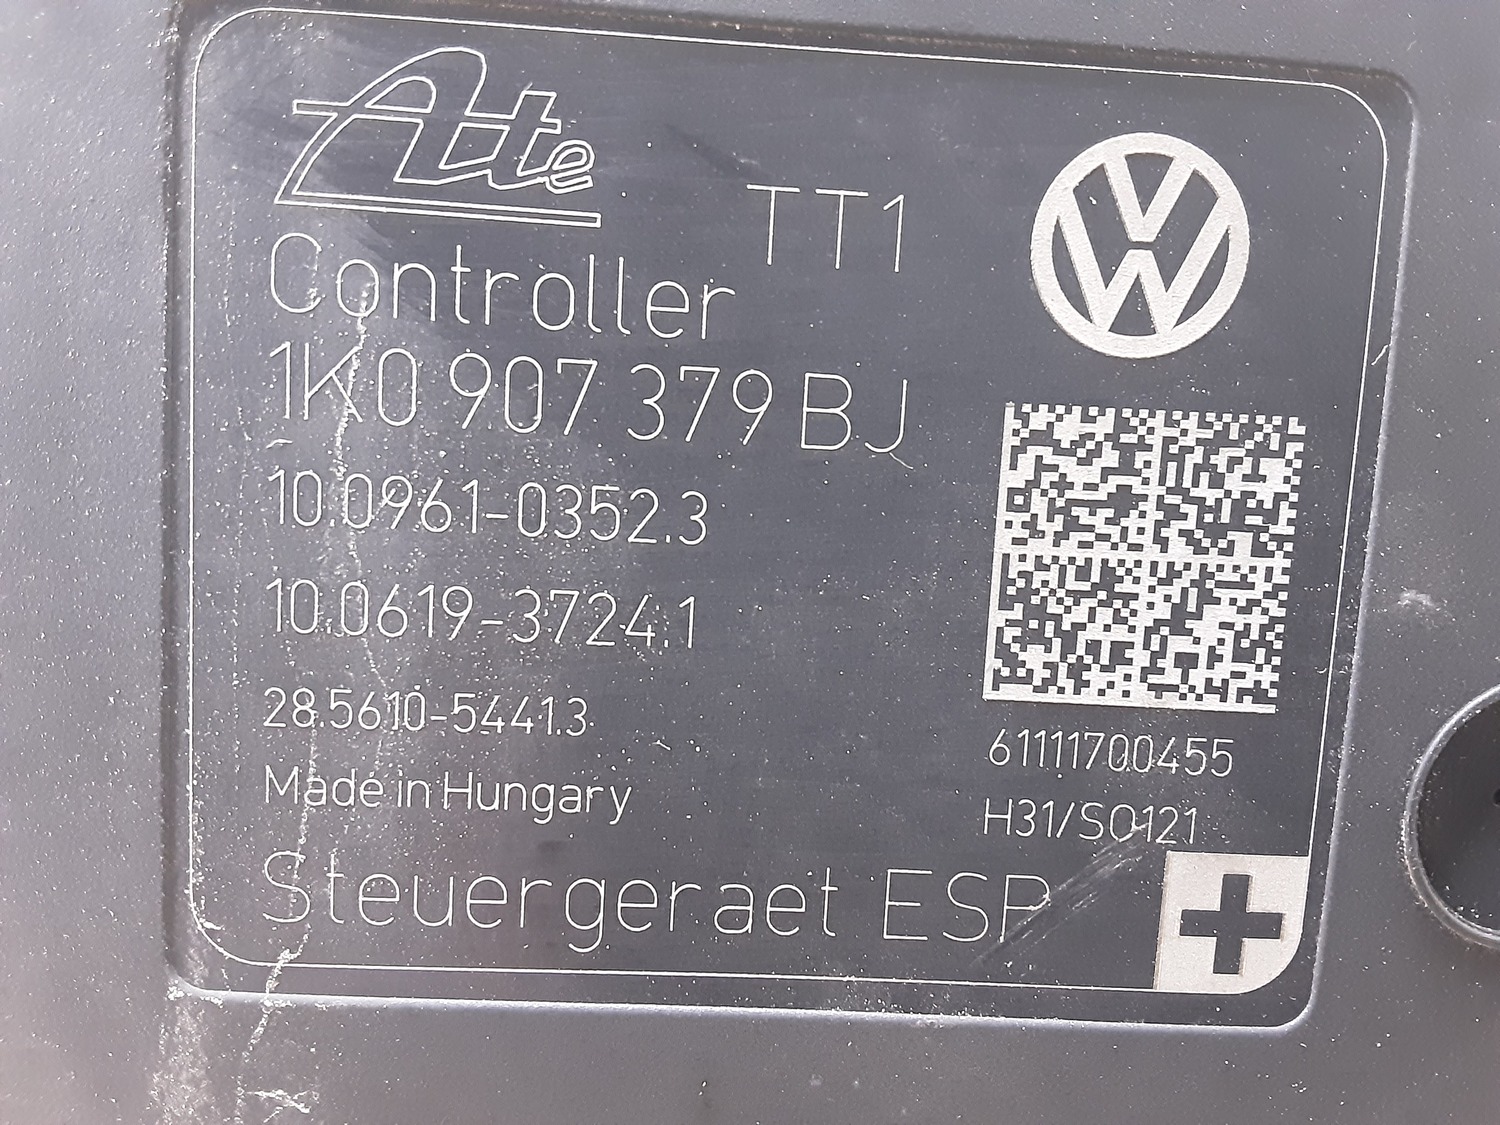 Ate
TT1
Controller
1K0 907 379 BJ
10.0961-0352.3
10.0619-3724.1
28.5610-5441.3
Made in Hungary
61111700455
H31/SO121
Steuergeraet ESP